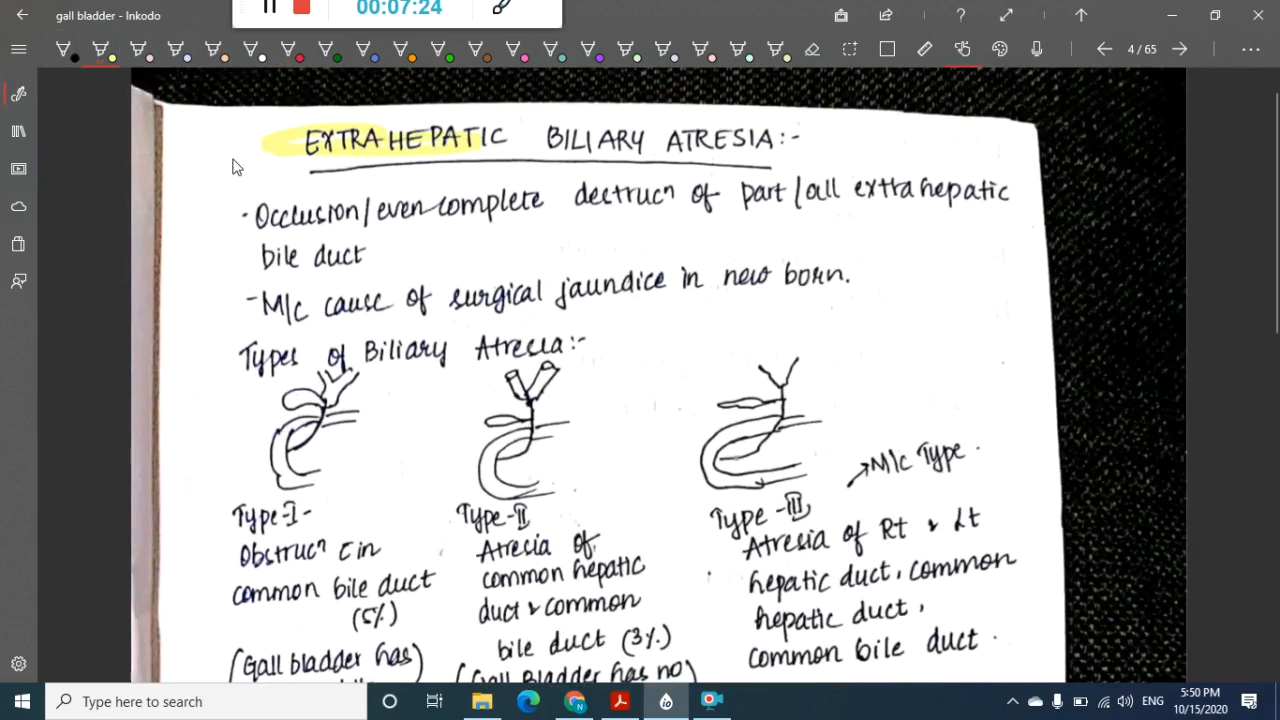 gall bladder - Inkodo
00:07:24
4 / 65
EXTRAHEPATIC BILIARY ATRESIA:-
· Occlusion/even complete destrucn of part/all extrahepatic
bile duct
- M/c cause of surgical jaundice in new born.
Types of Biliary Atresia:-
Type-I-
Obstrucn in
common bile duct
(5%)
(Gall bladder has)
Type-II
Atresia of
common hepatic
duct & common
bile duct (3%)
(Gall Bladder has no)
→ M/c Type.
Type-III
Atresia of Rt & Lt
hepatic duct, common
hepatic duct,
common bile duct.
Type here to search
ENG
5:50 PM
10/15/2020